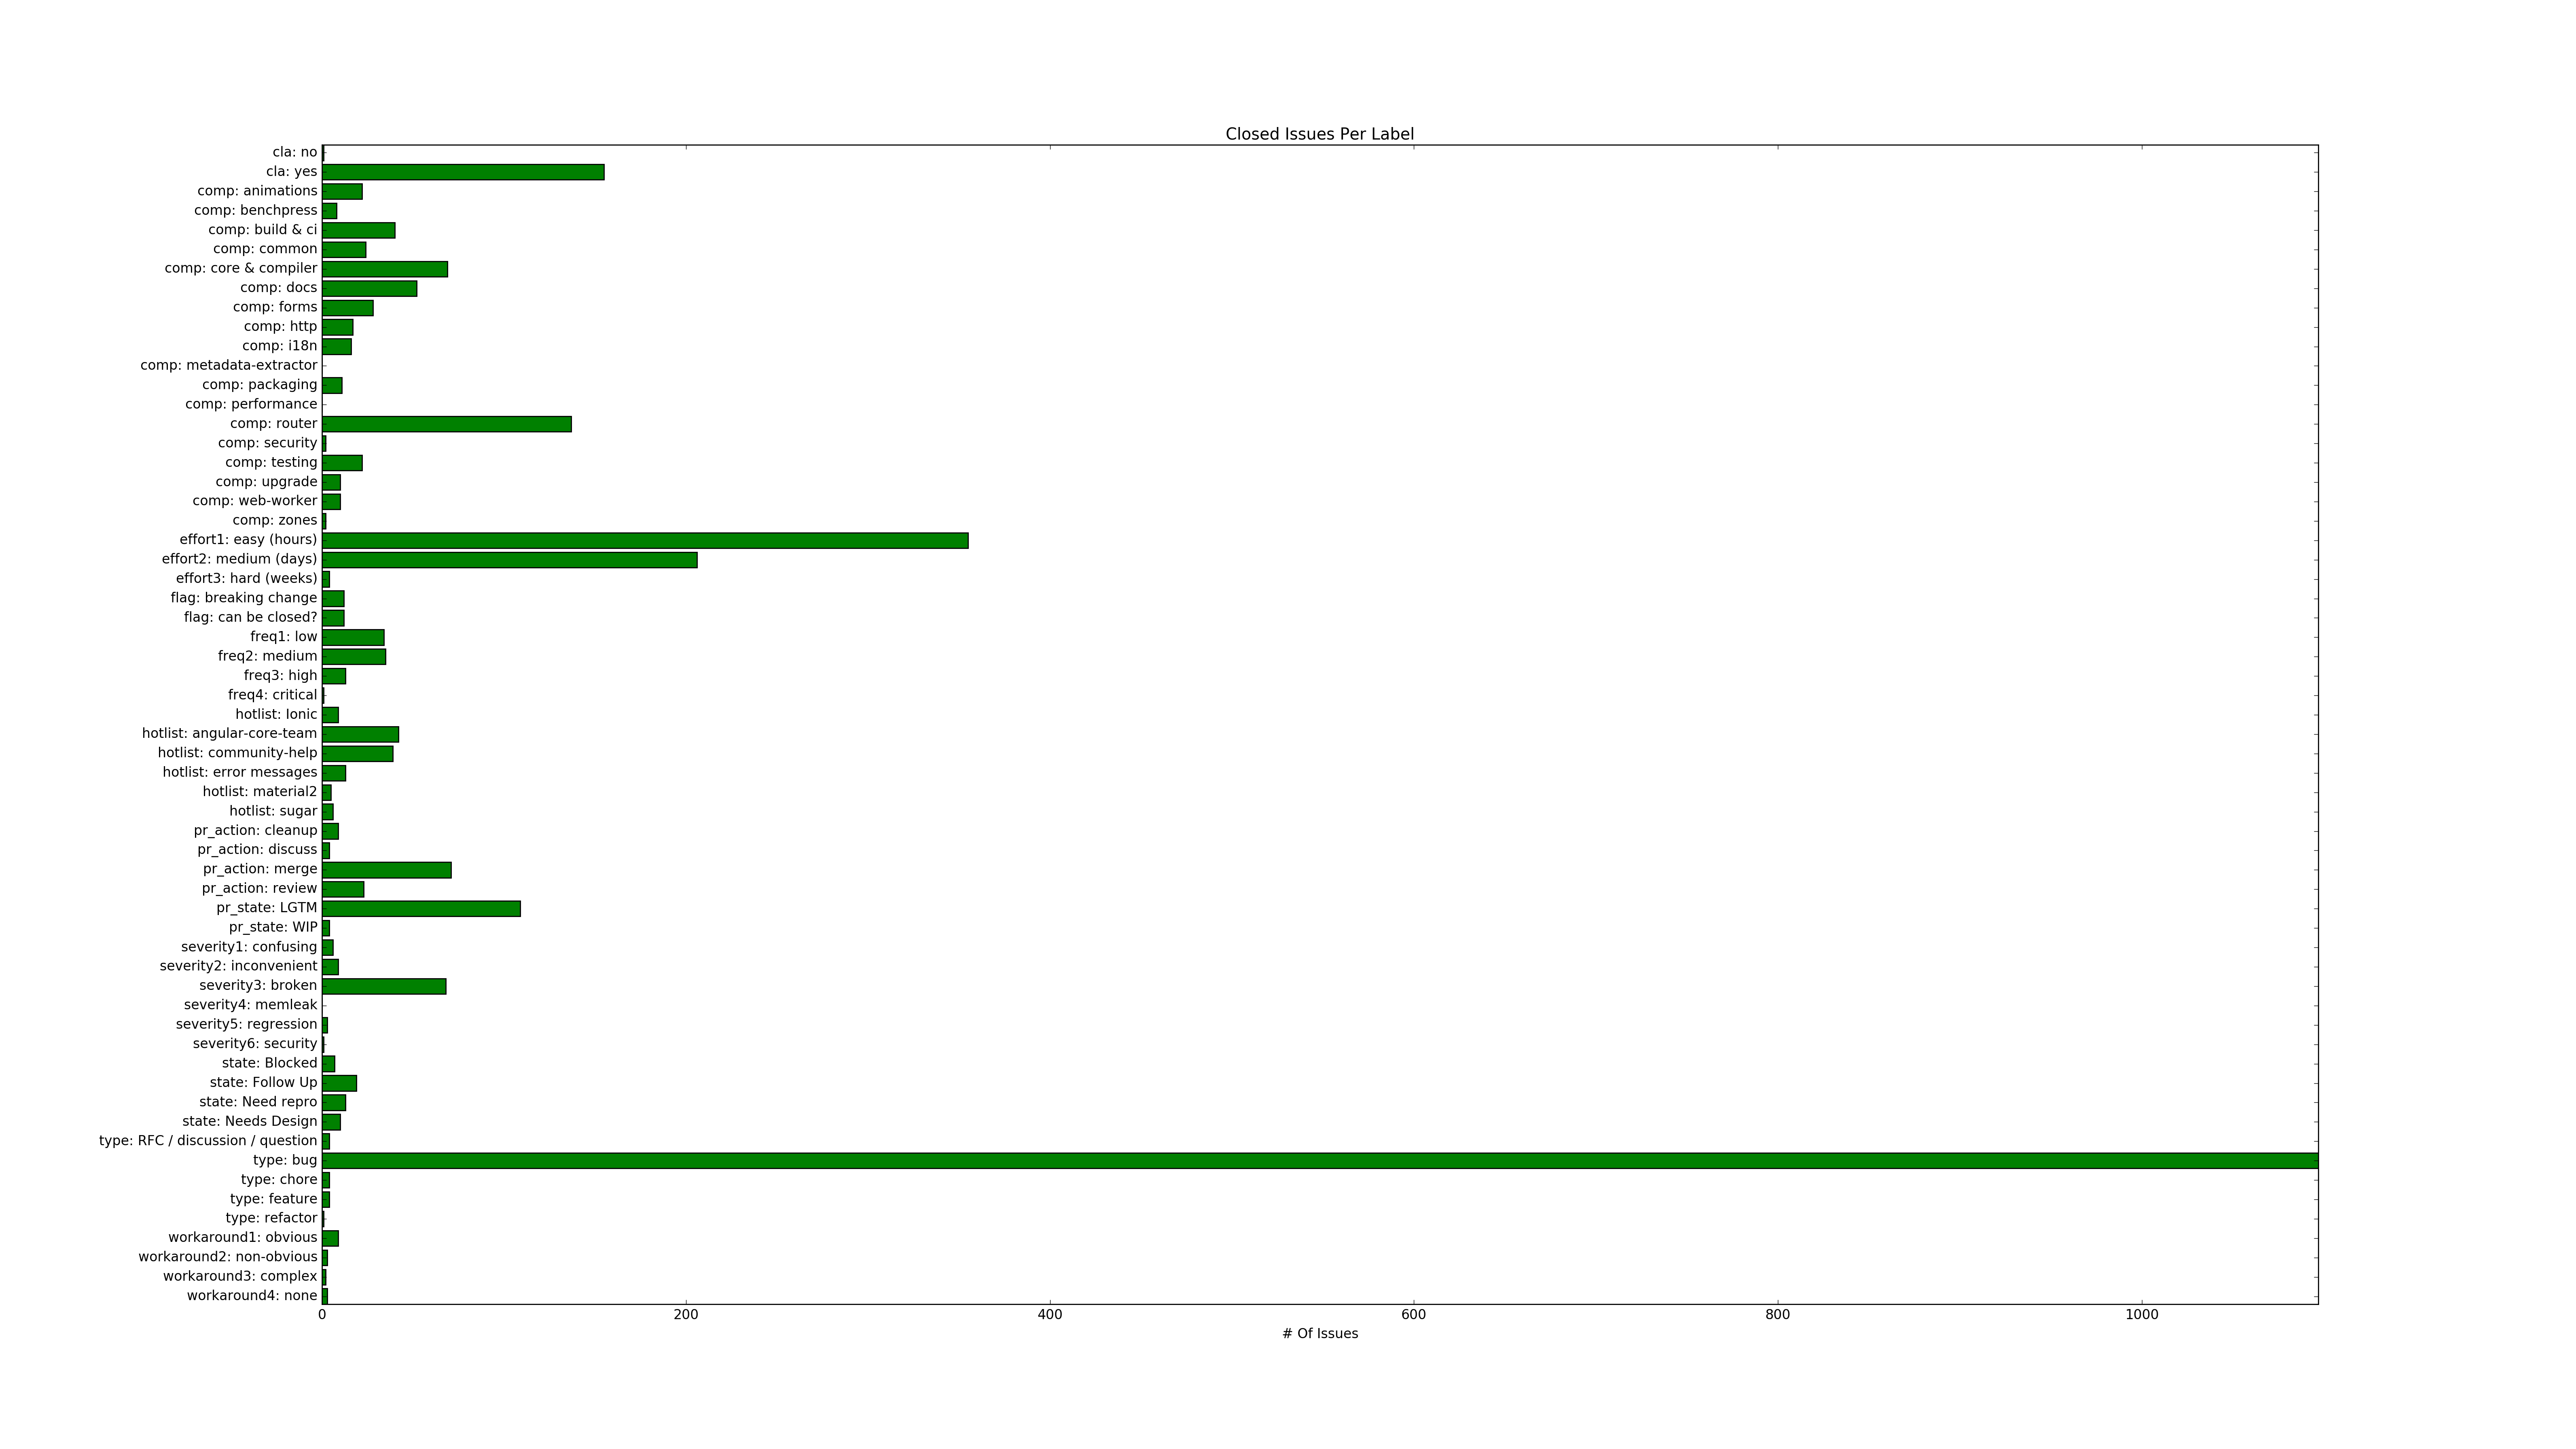 Closed Issues Per Label
cla: no
cla: yes
comp: animations
comp: benchpress
comp: build & ci
comp: common
comp: core & compiler
comp: docs
comp: forms
comp: http
comp: i18n
comp: metadata-extractor
comp: packaging
comp: performance
comp: router
comp: security
comp: testing
comp: upgrade
comp: web-worker
comp: zones
effort1: easy (hours)
effort2: medium (days)
effort3: hard (weeks)
flag: breaking change
flag: can be closed?
freq1: low
freq2: medium
freq3: high
freq4: critical
hotlist: Ionic
hotlist: angular-core-team
hotlist: community-help
hotlist: error messages
hotlist: material2
hotlist: sugar
pr_action: cleanup
pr_action: discuss
pr_action: merge
pr_action: review
pr_state: LGTM
pr_state: WIP
severity1: confusing
severity2: inconvenient
severity3: broken
severity4: memleak
severity5: regression
severity6: security
state: Blocked
state: Follow Up
state: Need repro
state: Needs Design
type: RFC / discussion / question
type: bug
type: chore
type: feature
type: refactor
workaround1: obvious
workaround2: non-obvious
workaround3: complex
workaround4: none
0 200 400 600 800 1000
# Of Issues